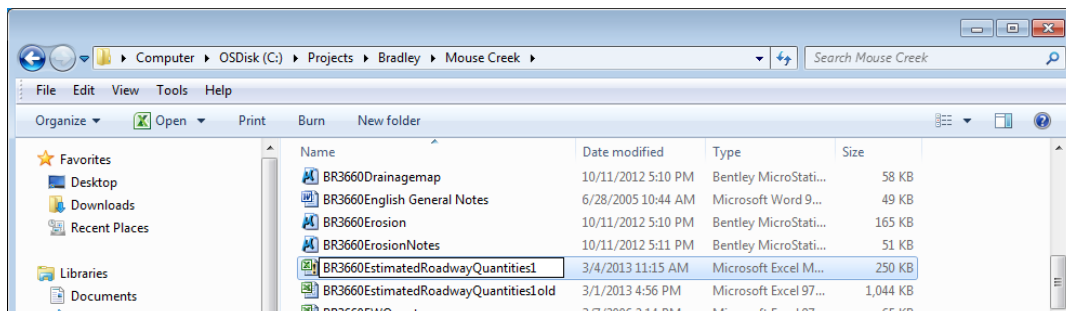 Computer ▸ OSDisk (C:) ▸ Projects ▸ Bradley ▸ Mouse Creek ▸ Search Mouse Creek
File Edit View Tools Help
Organize Open Print Burn New folder
Favorites
Desktop
Downloads
Recent Places
Libraries
Documents
Name Date modified Type Size
BR3660Drainagemap 10/11/2012 5:10 PM Bentley MicroStati... 58 KB
BR3660English General Notes 6/28/2005 10:44 AM Microsoft Word 9... 49 KB
BR3660Erosion 10/11/2012 5:10 PM Bentley MicroStati... 165 KB
BR3660ErosionNotes 10/11/2012 5:11 PM Bentley MicroStati... 51 KB
BR3660EstimatedRoadwayQuantities1 3/4/2013 11:15 AM Microsoft Excel M... 250 KB
BR3660EstimatedRoadwayQuantities1old 3/1/2013 4:56 PM Microsoft Excel 97... 1,044 KB